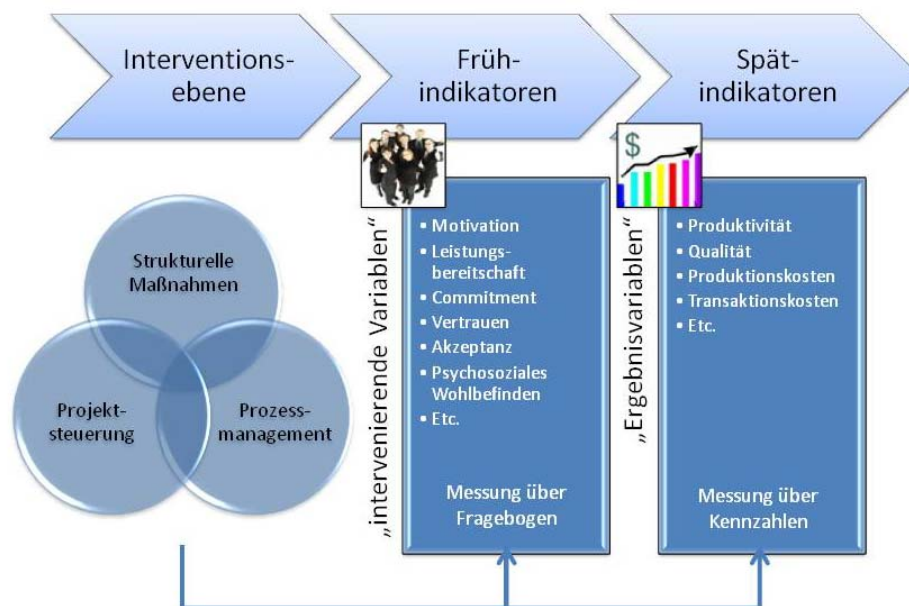 Interventions-
ebene
Früh-
indikatoren
Spät-
indikatoren
Strukturelle
Maßnahmen
Projekt-
steuerung
Prozess-
management
„intervenierende Variablen“
• Motivation
• Leistungs-
bereitschaft
• Commitment
• Vertrauen
• Akzeptanz
• Psychosoziales
Wohlbefinden
• Etc.
Messung über
Fragebogen
$
„Ergebnisvariablen“
• Produktivität
• Qualität
• Produktionskosten
• Transaktionskosten
• Etc.
Messung über
Kennzahlen